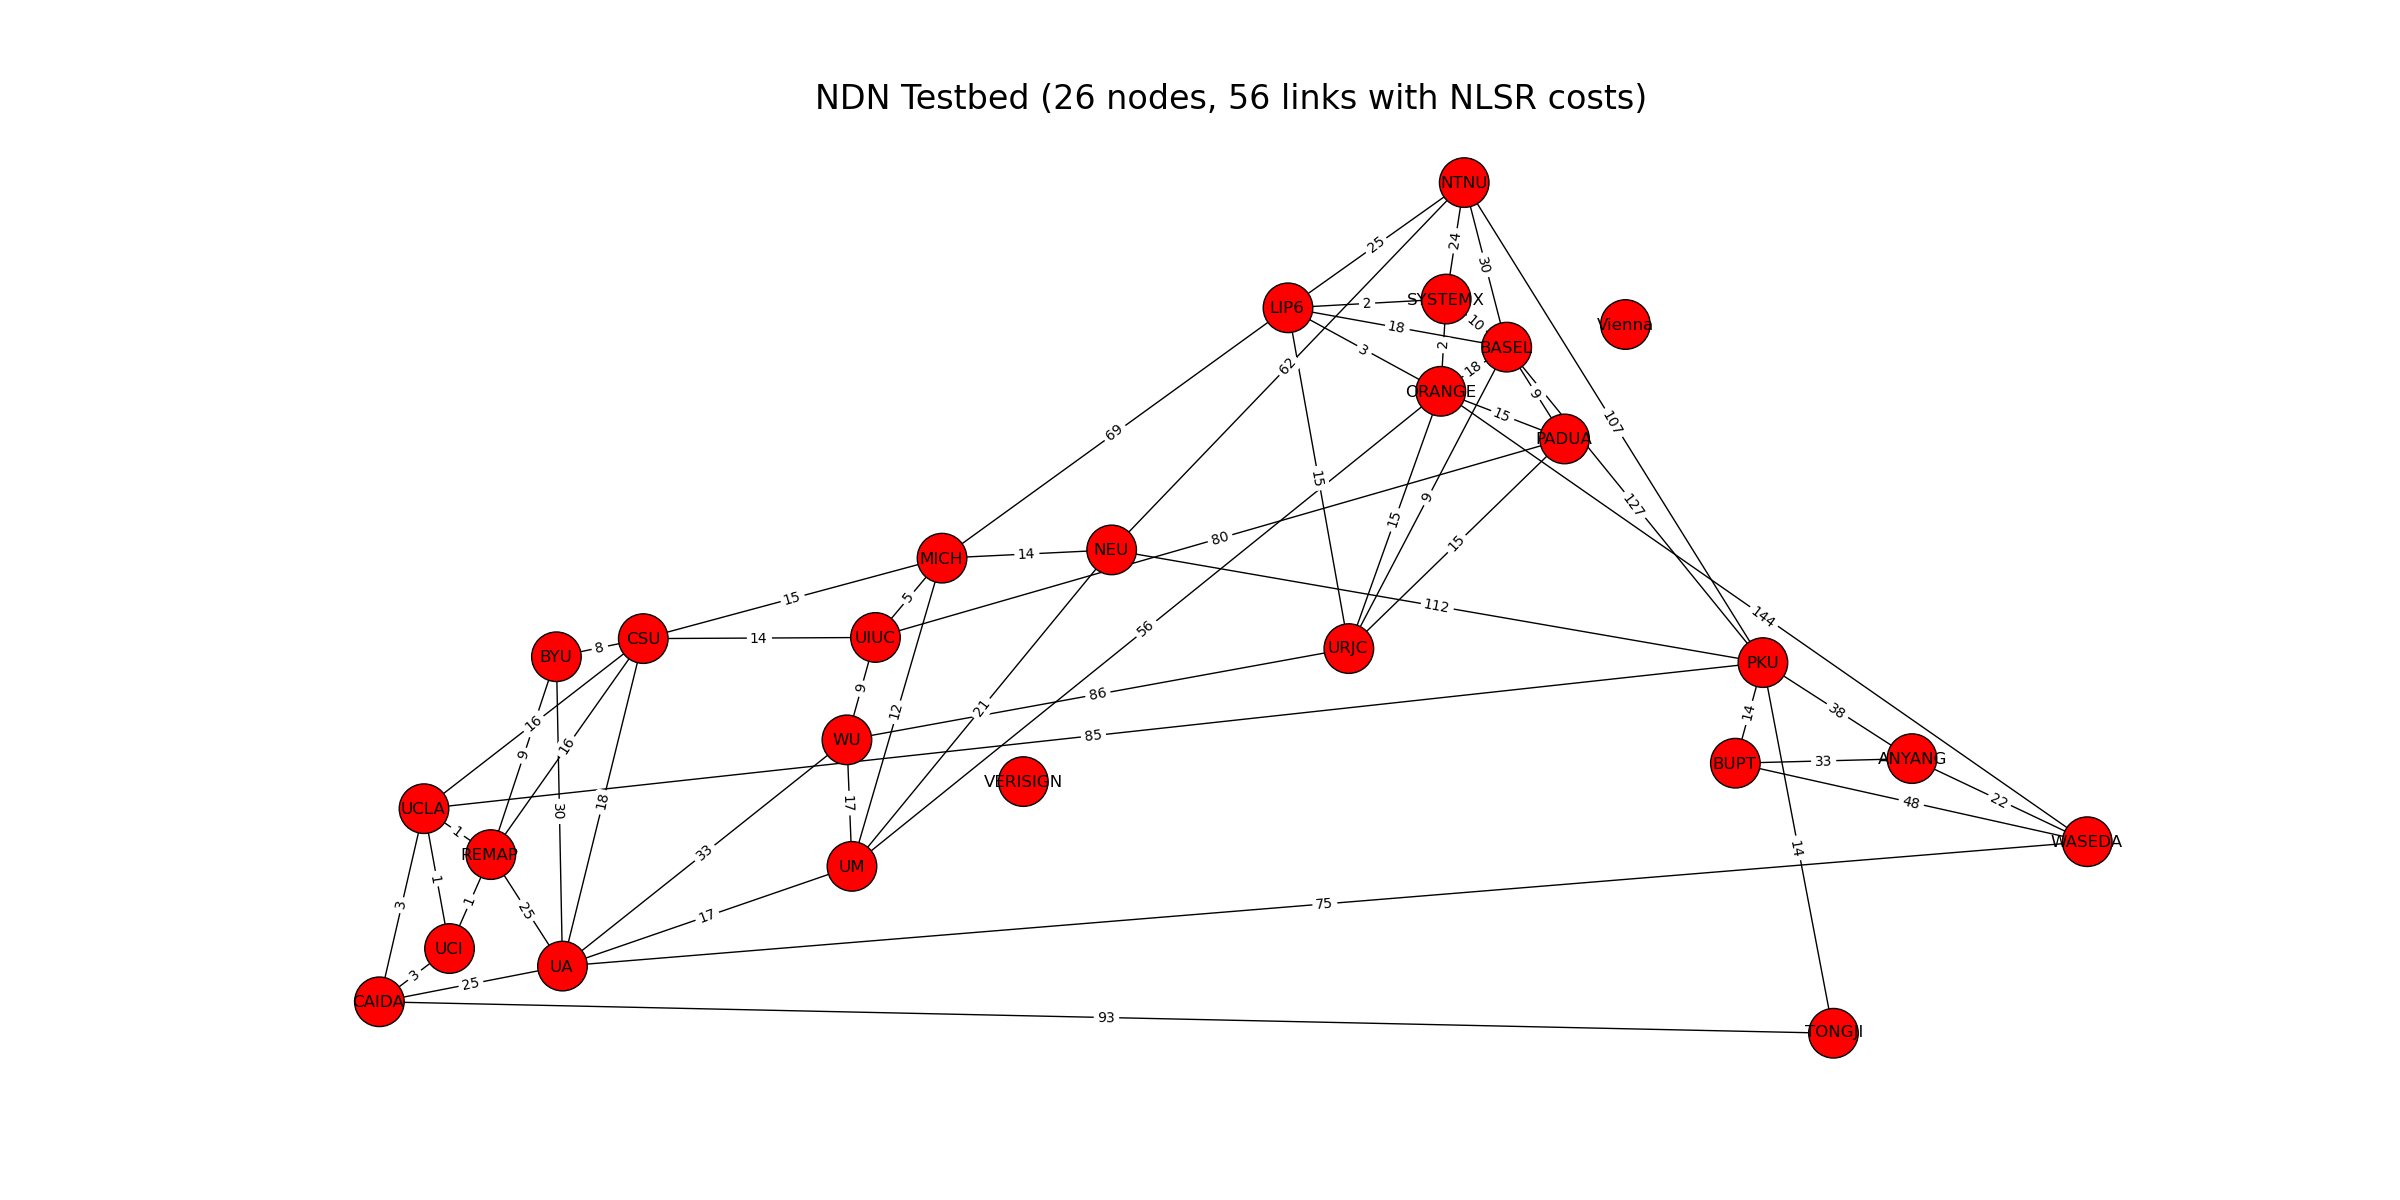 NDN Testbed (26 nodes, 56 links with NLSR costs)
NTNU
25
24
30
SYSTEMX
LIP6
2
10
18
Vienna
BASEL
2
3
62
18
9
ORANGE
15
107
69
PADUA
15
9
127
15
80
15
MICH
14
NEU
5
15
112
144
56
8
CSU
14
UIUC
BYU
URJC
PKU
9
86
21
12
38
14
16
85
WU
16
9
BUPT
33
ANYANG
VERISIGN
17
30
18
48
22
UCLA
1
WASEDA
14
33
REMAP
UM
1
1
3
25
17
75
UCI
UA
3
25
CAIDA
93
TONGJI